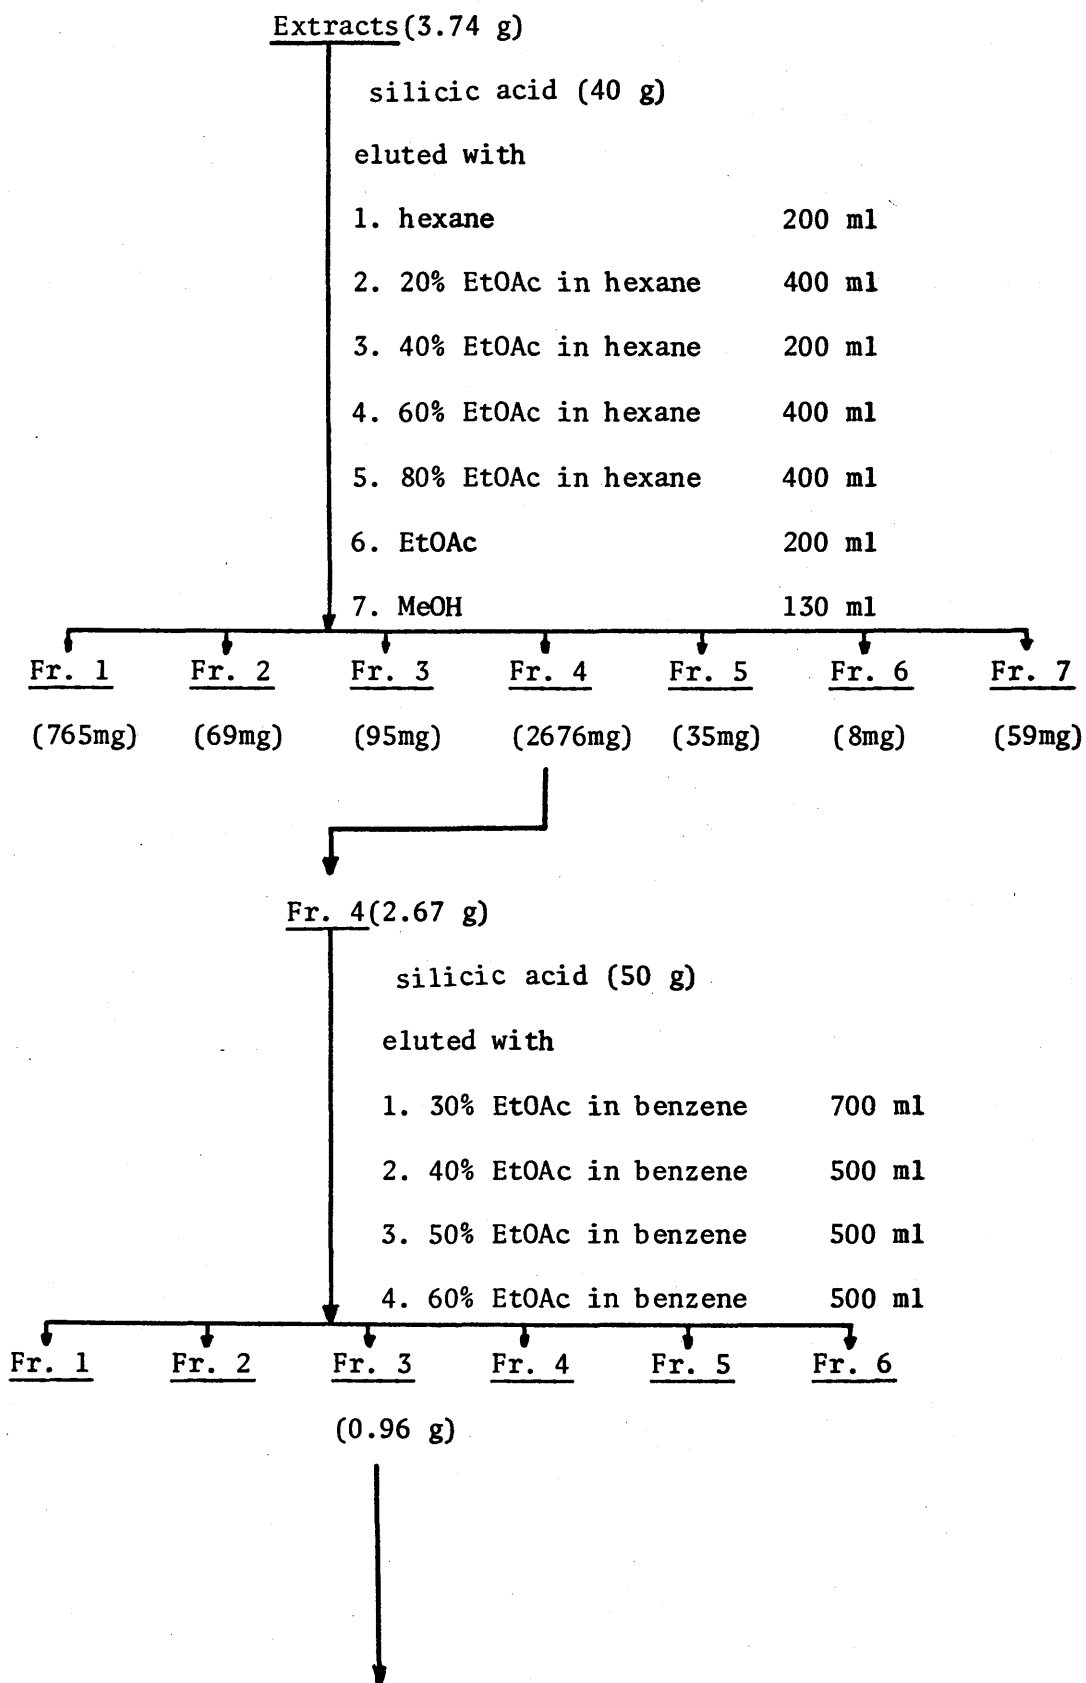 Extracts(3.74 g)
silicic acid (40 g)
eluted with
1. hexane 200 ml
2. 20% EtOAc in hexane 400 ml
3. 40% EtOAc in hexane 200 ml
4. 60% EtOAc in hexane 400 ml
5. 80% EtOAc in hexane 400 ml
6. EtOAc 200 ml
7. MeOH 130 ml
Fr. 1 Fr. 2 Fr. 3 Fr. 4 Fr. 5 Fr. 6 Fr. 7
(765mg) (69mg) (95mg) (2676mg) (35mg) (8mg) (59mg)
Fr. 4(2.67 g)
silicic acid (50 g)
eluted with
1. 30% EtOAc in benzene 700 ml
2. 40% EtOAc in benzene 500 ml
3. 50% EtOAc in benzene 500 ml
4. 60% EtOAc in benzene 500 ml
Fr. 1 Fr. 2 Fr. 3 Fr. 4 Fr. 5 Fr. 6
(0.96 g)